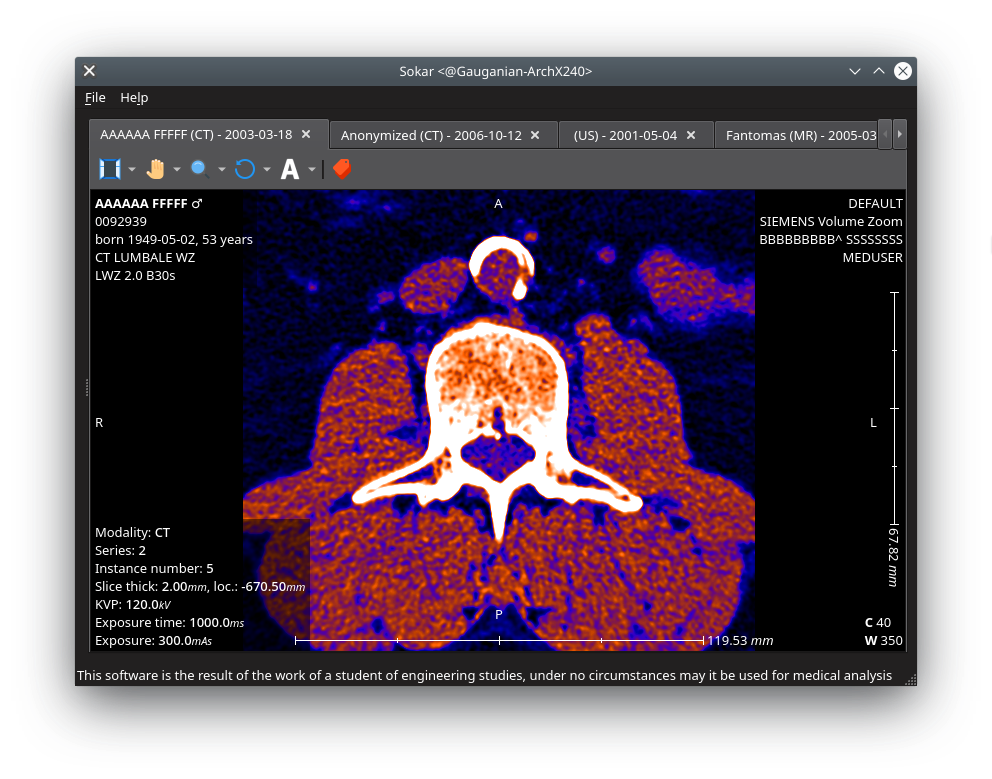 Sokar <@Gauganian-ArchX240>
File Help
AAAAAA FFFFF (CT) - 2003-03-18 Anonymized (CT) - 2006-10-12 (US) - 2001-05-04 Fantomas (MR) - 2005-03
A
AAAAAA FFFFF ♂
0092939
born 1949-05-02, 53 years
CT LUMBALE WZ
LWZ 2.0 B30s
A
DEFAULT
SIEMENS Volume Zoom
BBBBBBBBB^ SSSSSSSS
MEDUSER
R
L
67.82 mm
Modality: CT
Series: 2
Instance number: 5
Slice thick: 2.00mm, loc.: -670.50mm
KVP: 120.0kV
Exposure time: 1000.0ms
Exposure: 300.0mAs
P
119.53 mm
C 40
W 350
This software is the result of the work of a student of engineering studies, under no circumstances may it be used for medical analysis